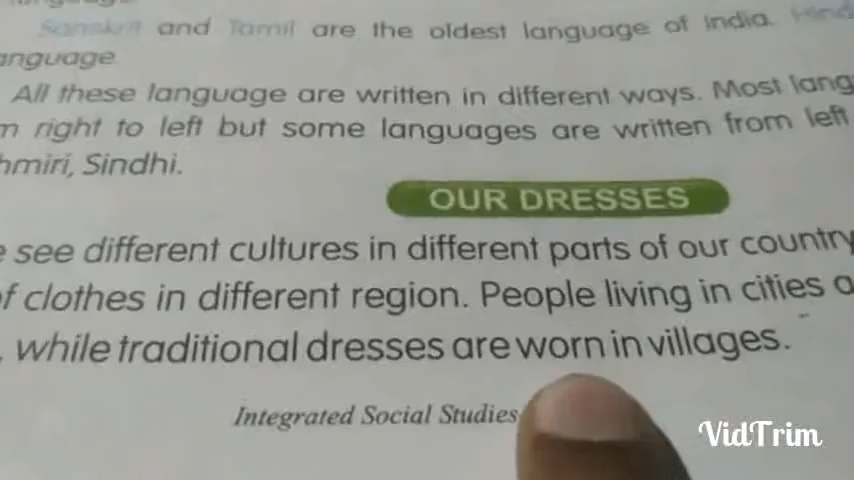 Sanskrit and Tamil are the oldest language of India.
anguage
All these language are written in different ways. Most lang
m right to left but some languages are written from left
hmiri, Sindhi.
OUR DRESSES
e see different cultures in different parts of our country
of clothes in different region. People living in cities a
, while traditional dresses are worn in villages.
Integrated Social Studies
VidTrim